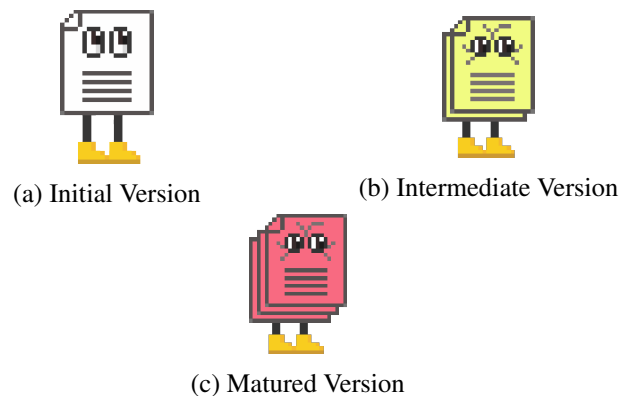 (a) Initial Version
(b) Intermediate Version
(c) Matured Version